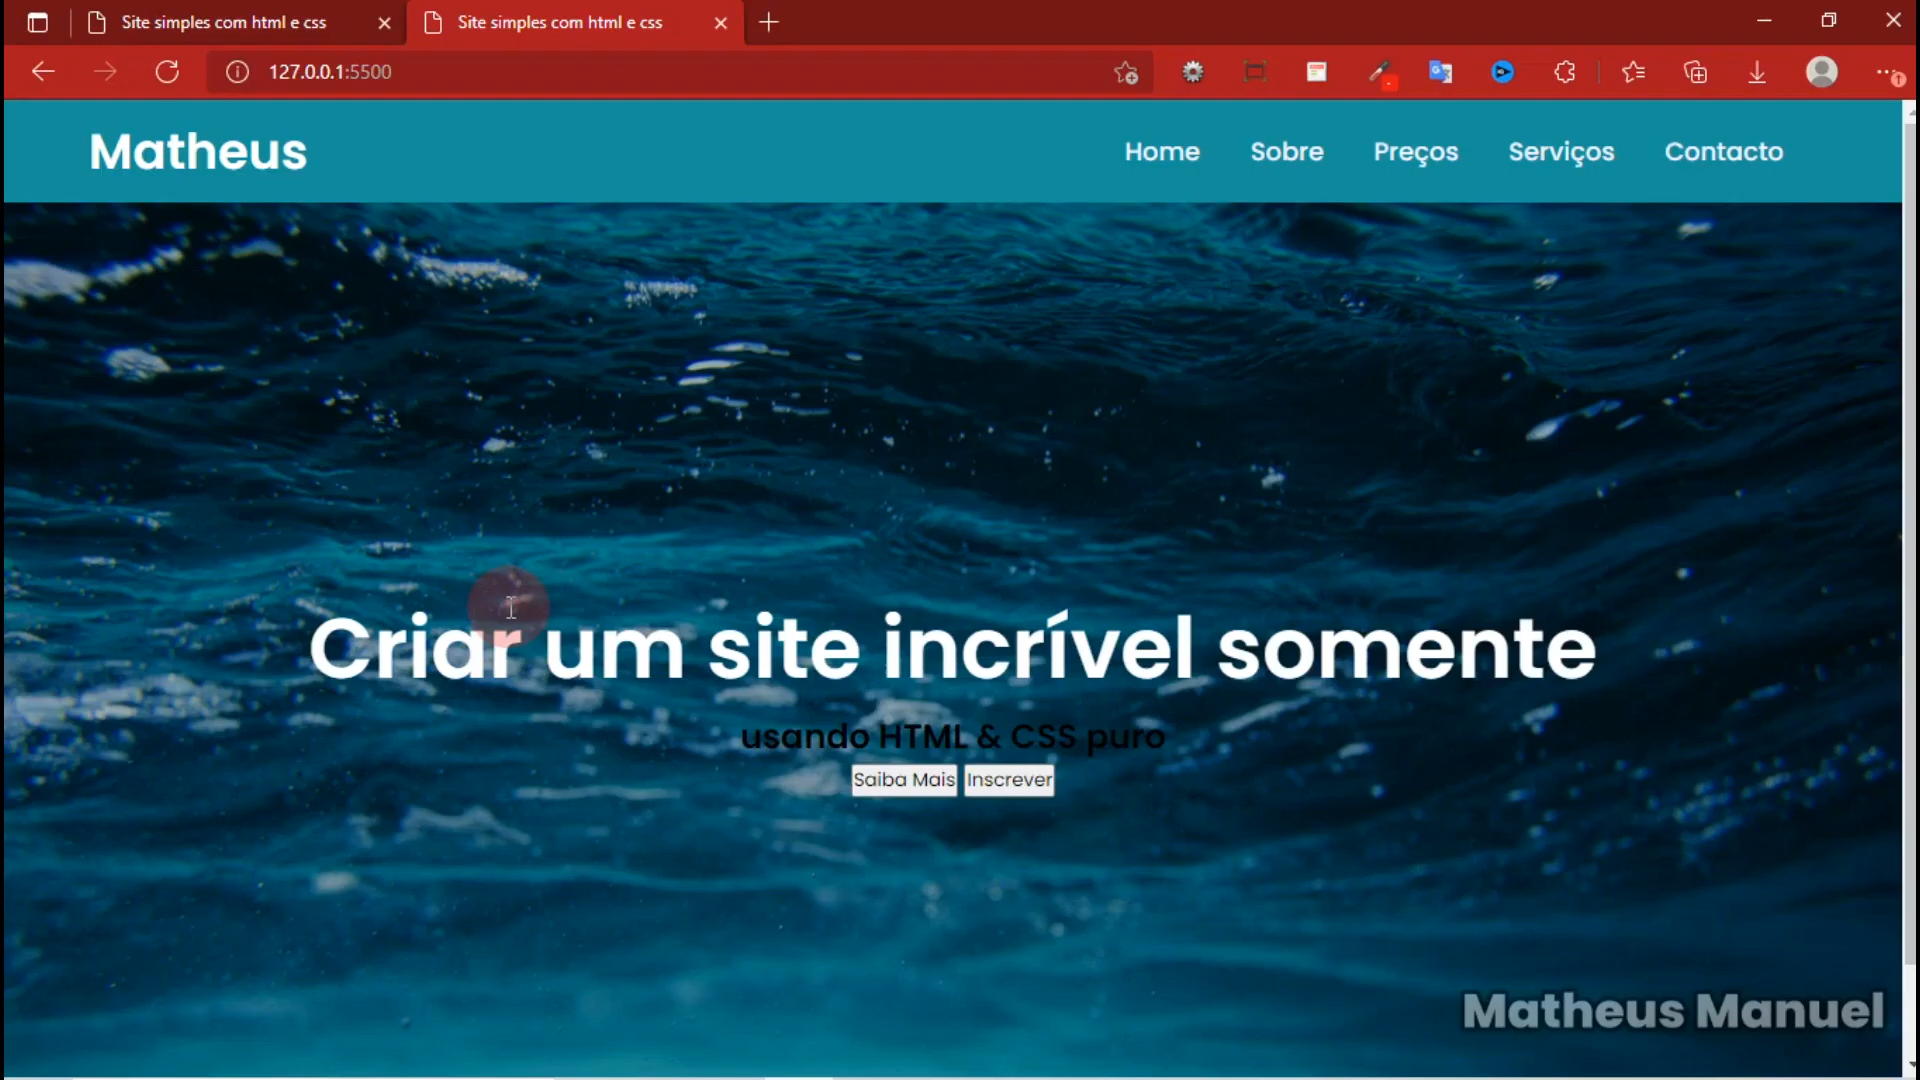 Site simples com html e css
Site simples com html e css
127.0.0.1:5500
Matheus
Home Sobre Preços Serviços Contacto
Criar um site incrível somente
usando HTML & CSS puro
Saiba Mais Inscrever
Matheus Manuel